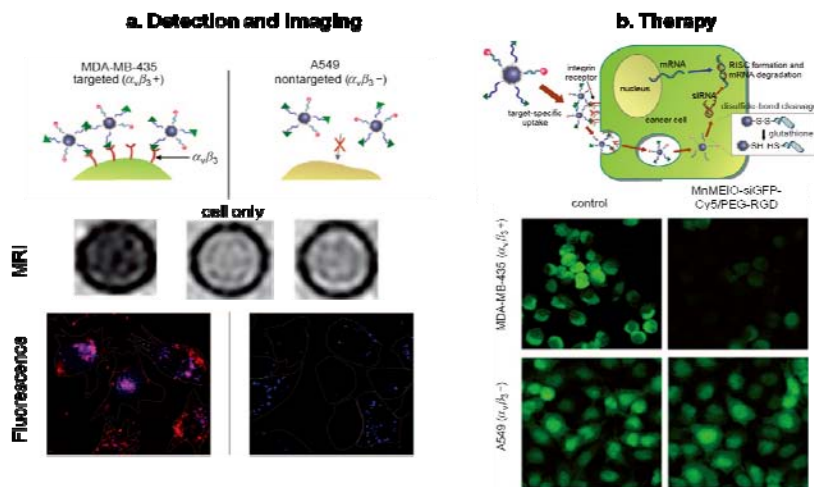 a. Detection and Imaging
MDA-MB-435
targeted (αvβ3+)
A549
nontargeted (αvβ3−)
αvβ3
cell only
MRI
Fluorescence
b. Therapy
integrin
receptor
mRNA
nucleus
RISC formation and
mRNA degradation
siRNA
target-specific
uptake
cancer cell
disulfide-bond cleavage
S-S
glutathione
SH HS
control
MnMEIO-siGFP-
Cy5/PEG-RGD
MDA-MB-435 (αvβ3+)
A549 (αvβ3−)